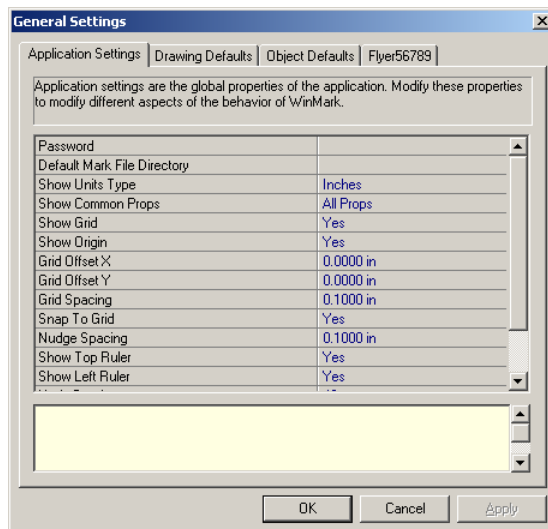 General Settings
Application Settings Drawing Defaults Object Defaults Flyer56789
Application settings are the global properties of the application. Modify these properties
to modify different aspects of the behavior of WinMark.
Password
Default Mark File Directory
Show Units Type Inches
Show Common Props All Props
Show Grid Yes
Show Origin Yes
Grid Offset X 0.0000 in
Grid Offset Y 0.0000 in
Grid Spacing 0.1000 in
Snap To Grid Yes
Nudge Spacing 0.1000 in
Show Top Ruler Yes
Show Left Ruler Yes
OK Cancel Apply